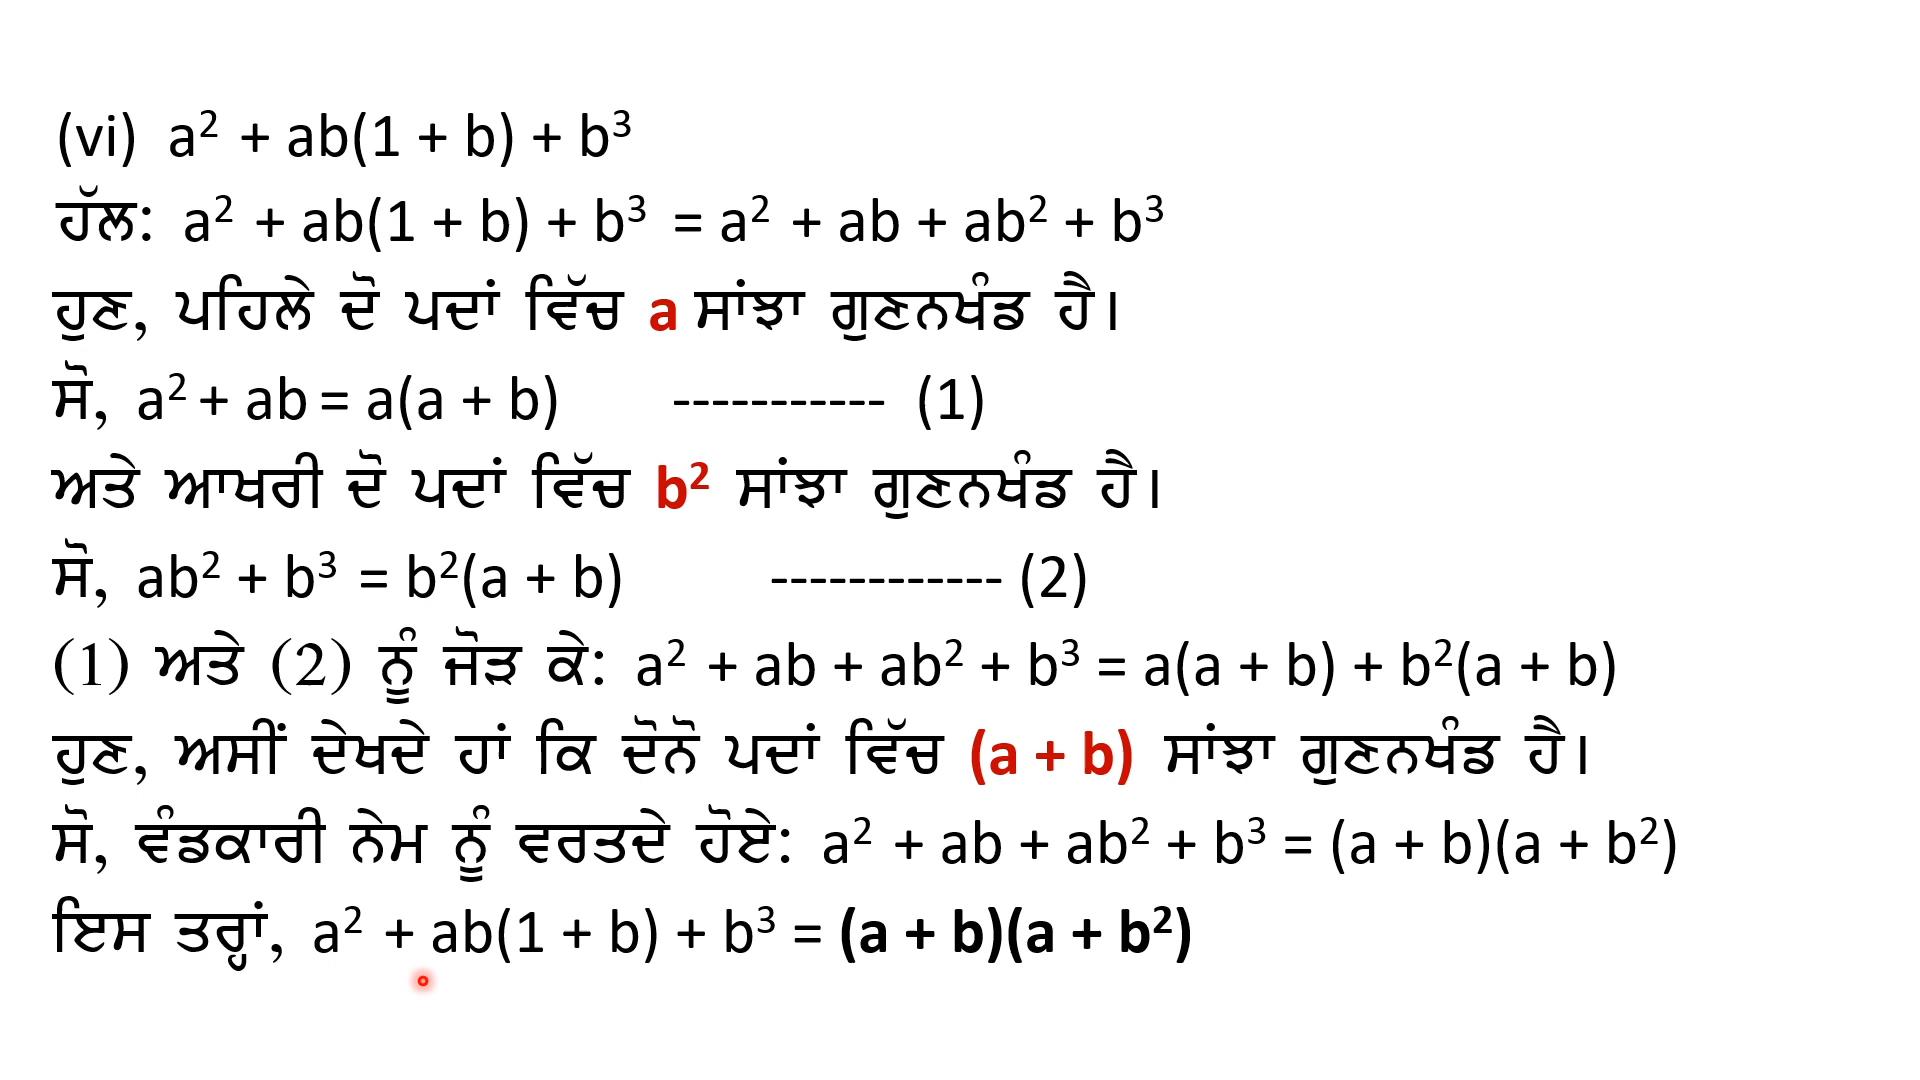 (vi) a² + ab(1 + b) + b³
ਹੱਲ: a² + ab(1 + b) + b³ = a² + ab + ab² + b³
ਹੁਣ, ਪਹਿਲੇ ਦੋ ਪਦਾਂ ਵਿੱਚ a ਸਾਂਝਾ ਗੁਣਨਖੰਡ ਹੈ।
ਸੋ, a² + ab = a(a + b) ----------- (1)
ਅਤੇ ਆਖਰੀ ਦੋ ਪਦਾਂ ਵਿੱਚ b² ਸਾਂਝਾ ਗੁਣਨਖੰਡ ਹੈ।
ਸੋ, ab² + b³ = b²(a + b) ------------ (2)
(1) ਅਤੇ (2) ਨੂੰ ਜੋੜ ਕੇ: a² + ab + ab² + b³ = a(a + b) + b²(a + b)
ਹੁਣ, ਅਸੀਂ ਦੇਖਦੇ ਹਾਂ ਕਿ ਦੋਨੋ ਪਦਾਂ ਵਿੱਚ (a + b) ਸਾਂਝਾ ਗੁਣਨਖੰਡ ਹੈ।
ਸੋ, ਵੰਡਕਾਰੀ ਨੇਮ ਨੂੰ ਵਰਤਦੇ ਹੋਏ: a² + ab + ab² + b³ = (a + b)(a + b²)
ਇਸ ਤਰ੍ਹਾਂ, a² + ab(1 + b) + b³ = (a + b)(a + b²)